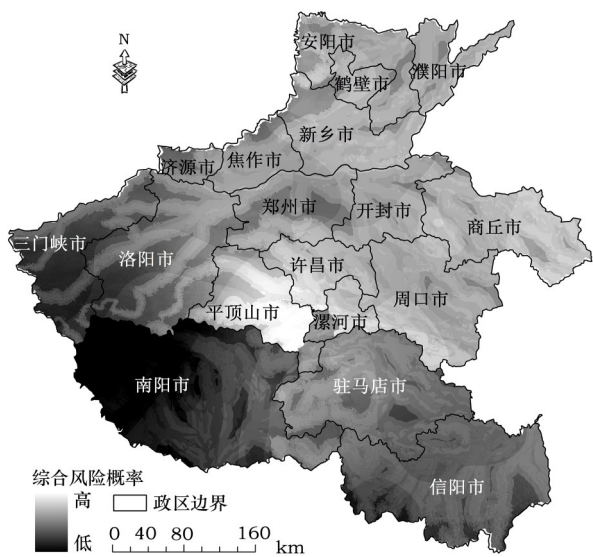 N
安阳市
濮阳市
鹤壁市
新乡市
焦作市
济源市
郑州市
开封市
商丘市
三门峡市
洛阳市
许昌市
周口市
平顶山市
漯河市
南阳市
驻马店市
信阳市
综合风险概率
高
低
政区边界
0 40 80 160
km